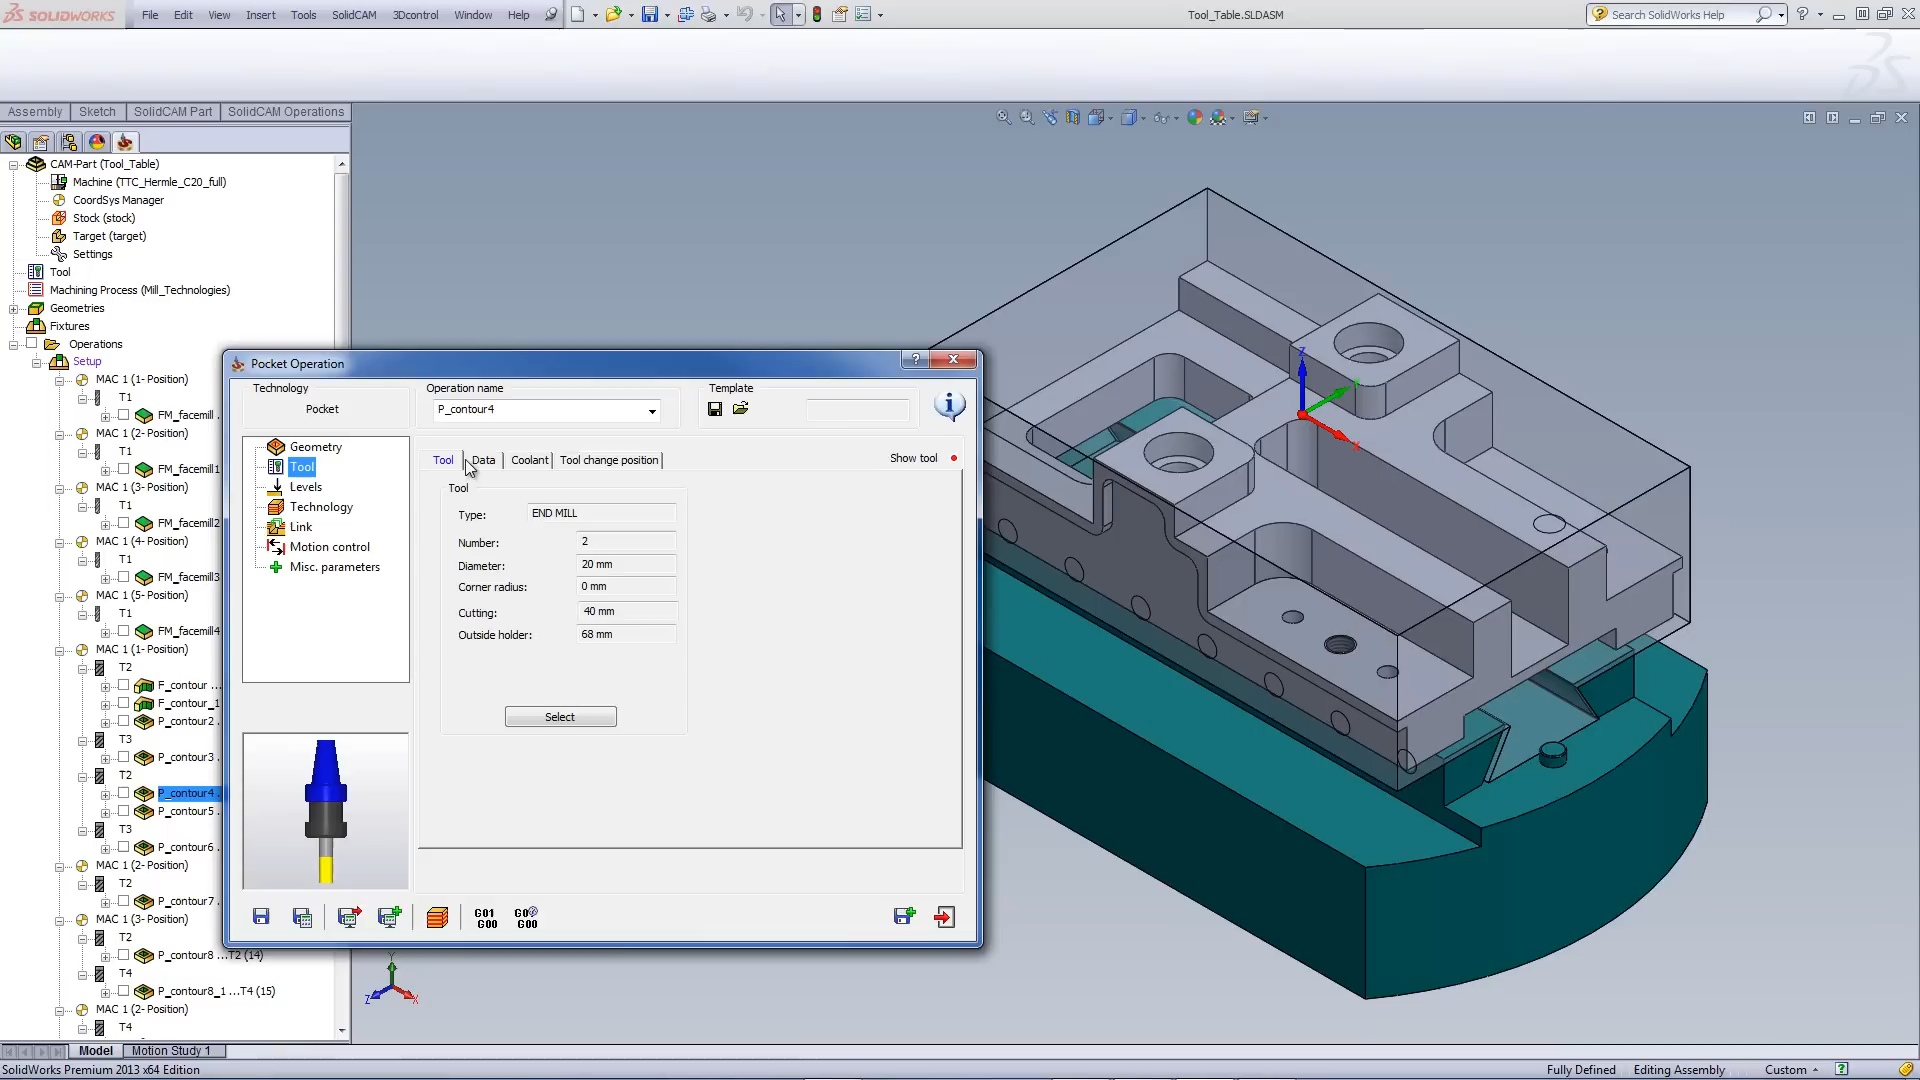 SOLIDWORKS
File Edit View Insert Tools SolidCAM 3Dcontrol Window Help
Tool_Table.SLDASM
Search SolidWorks Help
Assembly Sketch SolidCAM Part SolidCAM Operations
CAM-Part (Tool_Table)
Machine (TTC_Hermle_C20_full)
CoordSys Manager
Stock (stock)
Target (target)
Settings
Tool
Machining Process (Mill_Technologies)
Geometries
Fixtures
Operations
Setup
MAC 1 (1- Position)
T1
FM_facemill .
MAC 1 (2- Position)
T1
FM_facemill1
MAC 1 (3- Position)
T1
FM_facemill2
MAC 1 (4- Position)
T1
FM_facemill3
MAC 1 (5- Position)
T1
FM_facemill4
MAC 1 (1-Position)
T2
F_contour ...
F_contour_1
P_contour2 .
T3
P_contour3 .
T2
P_contour4 .
P_contour5 .
T3
P_contour6 .
MAC 1 (2- Position)
T2
P_contour7 .
MAC 1 (3- Position)
T2
P_contour8 ...T2 (14)
T4
P_contour8_1 ...T4 (15)
MAC 1 (2- Position)
T4
Pocket Operation
Technology
Pocket
Operation name
P_contour4
Template
Geometry
Tool
Levels
Technology
Link
Motion control
Misc. parameters
Tool Data Coolant Tool change position
Show tool
Tool
Type: END MILL
Number: 2
Diameter: 20 mm
Corner radius: 0 mm
Cutting: 40 mm
Outside holder: 68 mm
Select
G01
G00
G0
G00
Z
X
Y
Z
X
Model Motion Study 1
SolidWorks Premium 2013 x64 Edition
Fully Defined Editing Assembly Custom